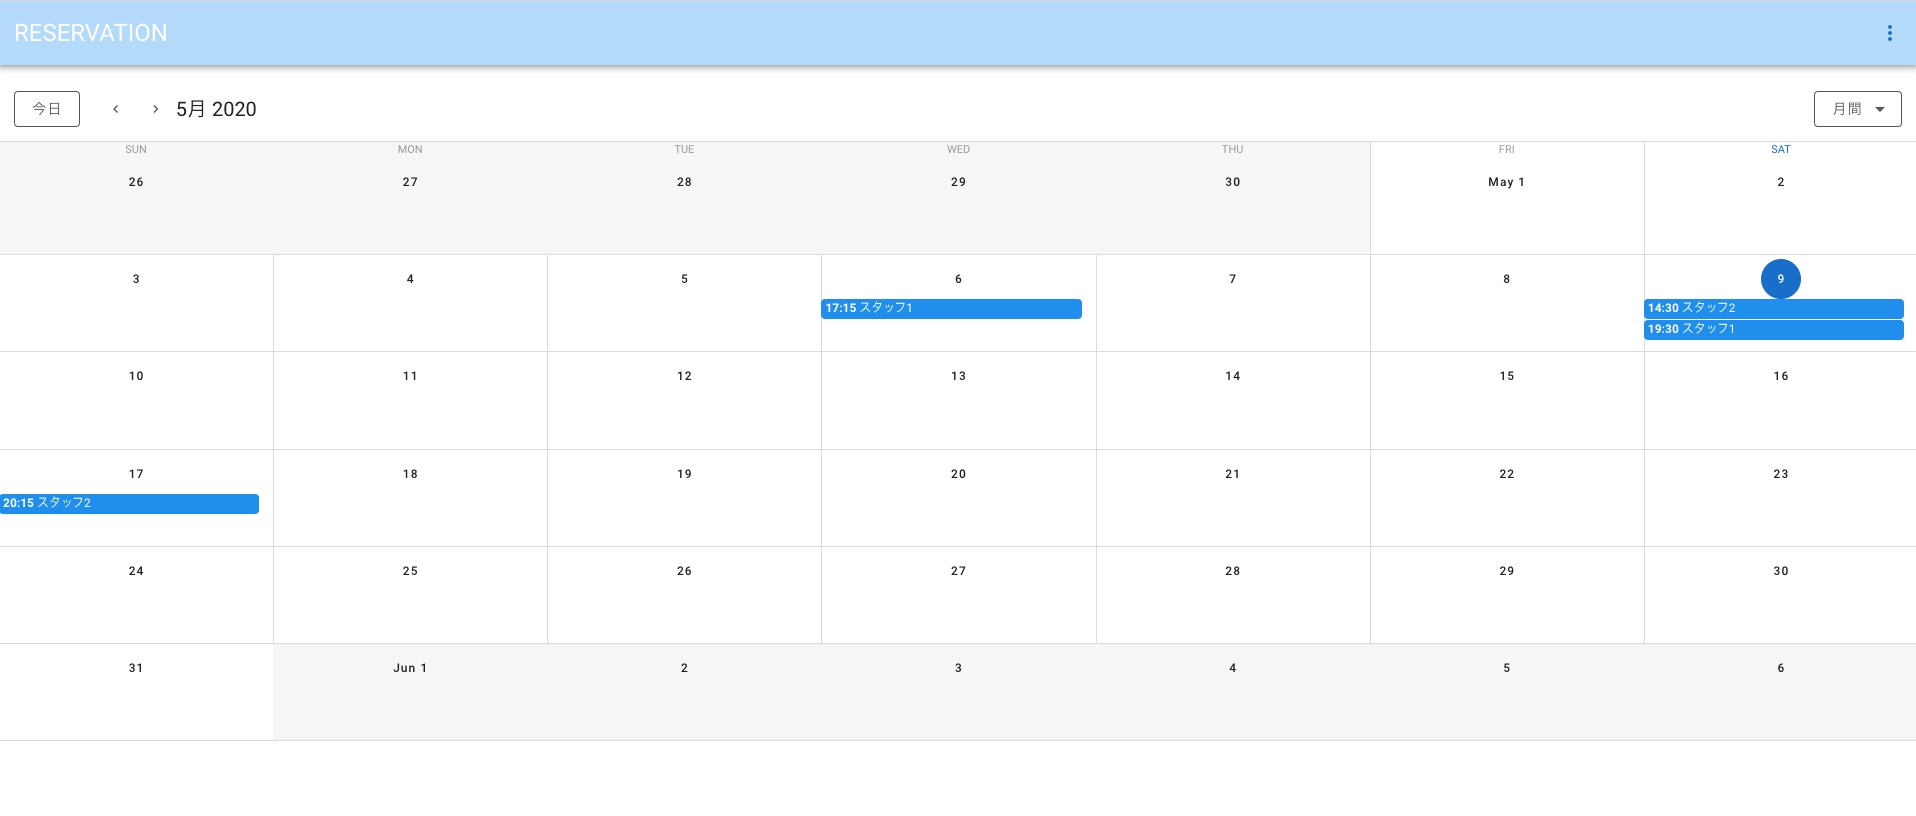 RESERVATION
今日
5月 2020
月間
SUN MON TUE WED THU FRI SAT
26 27 28 29 30 May 1 2
3 4 5 6 7 8 9
17:15 スタッフ1
14:30 スタッフ2
19:30 スタッフ1
10 11 12 13 14 15 16
17 18 19 20 21 22 23
20:15 スタッフ2
24 25 26 27 28 29 30
31 Jun 1 2 3 4 5 6